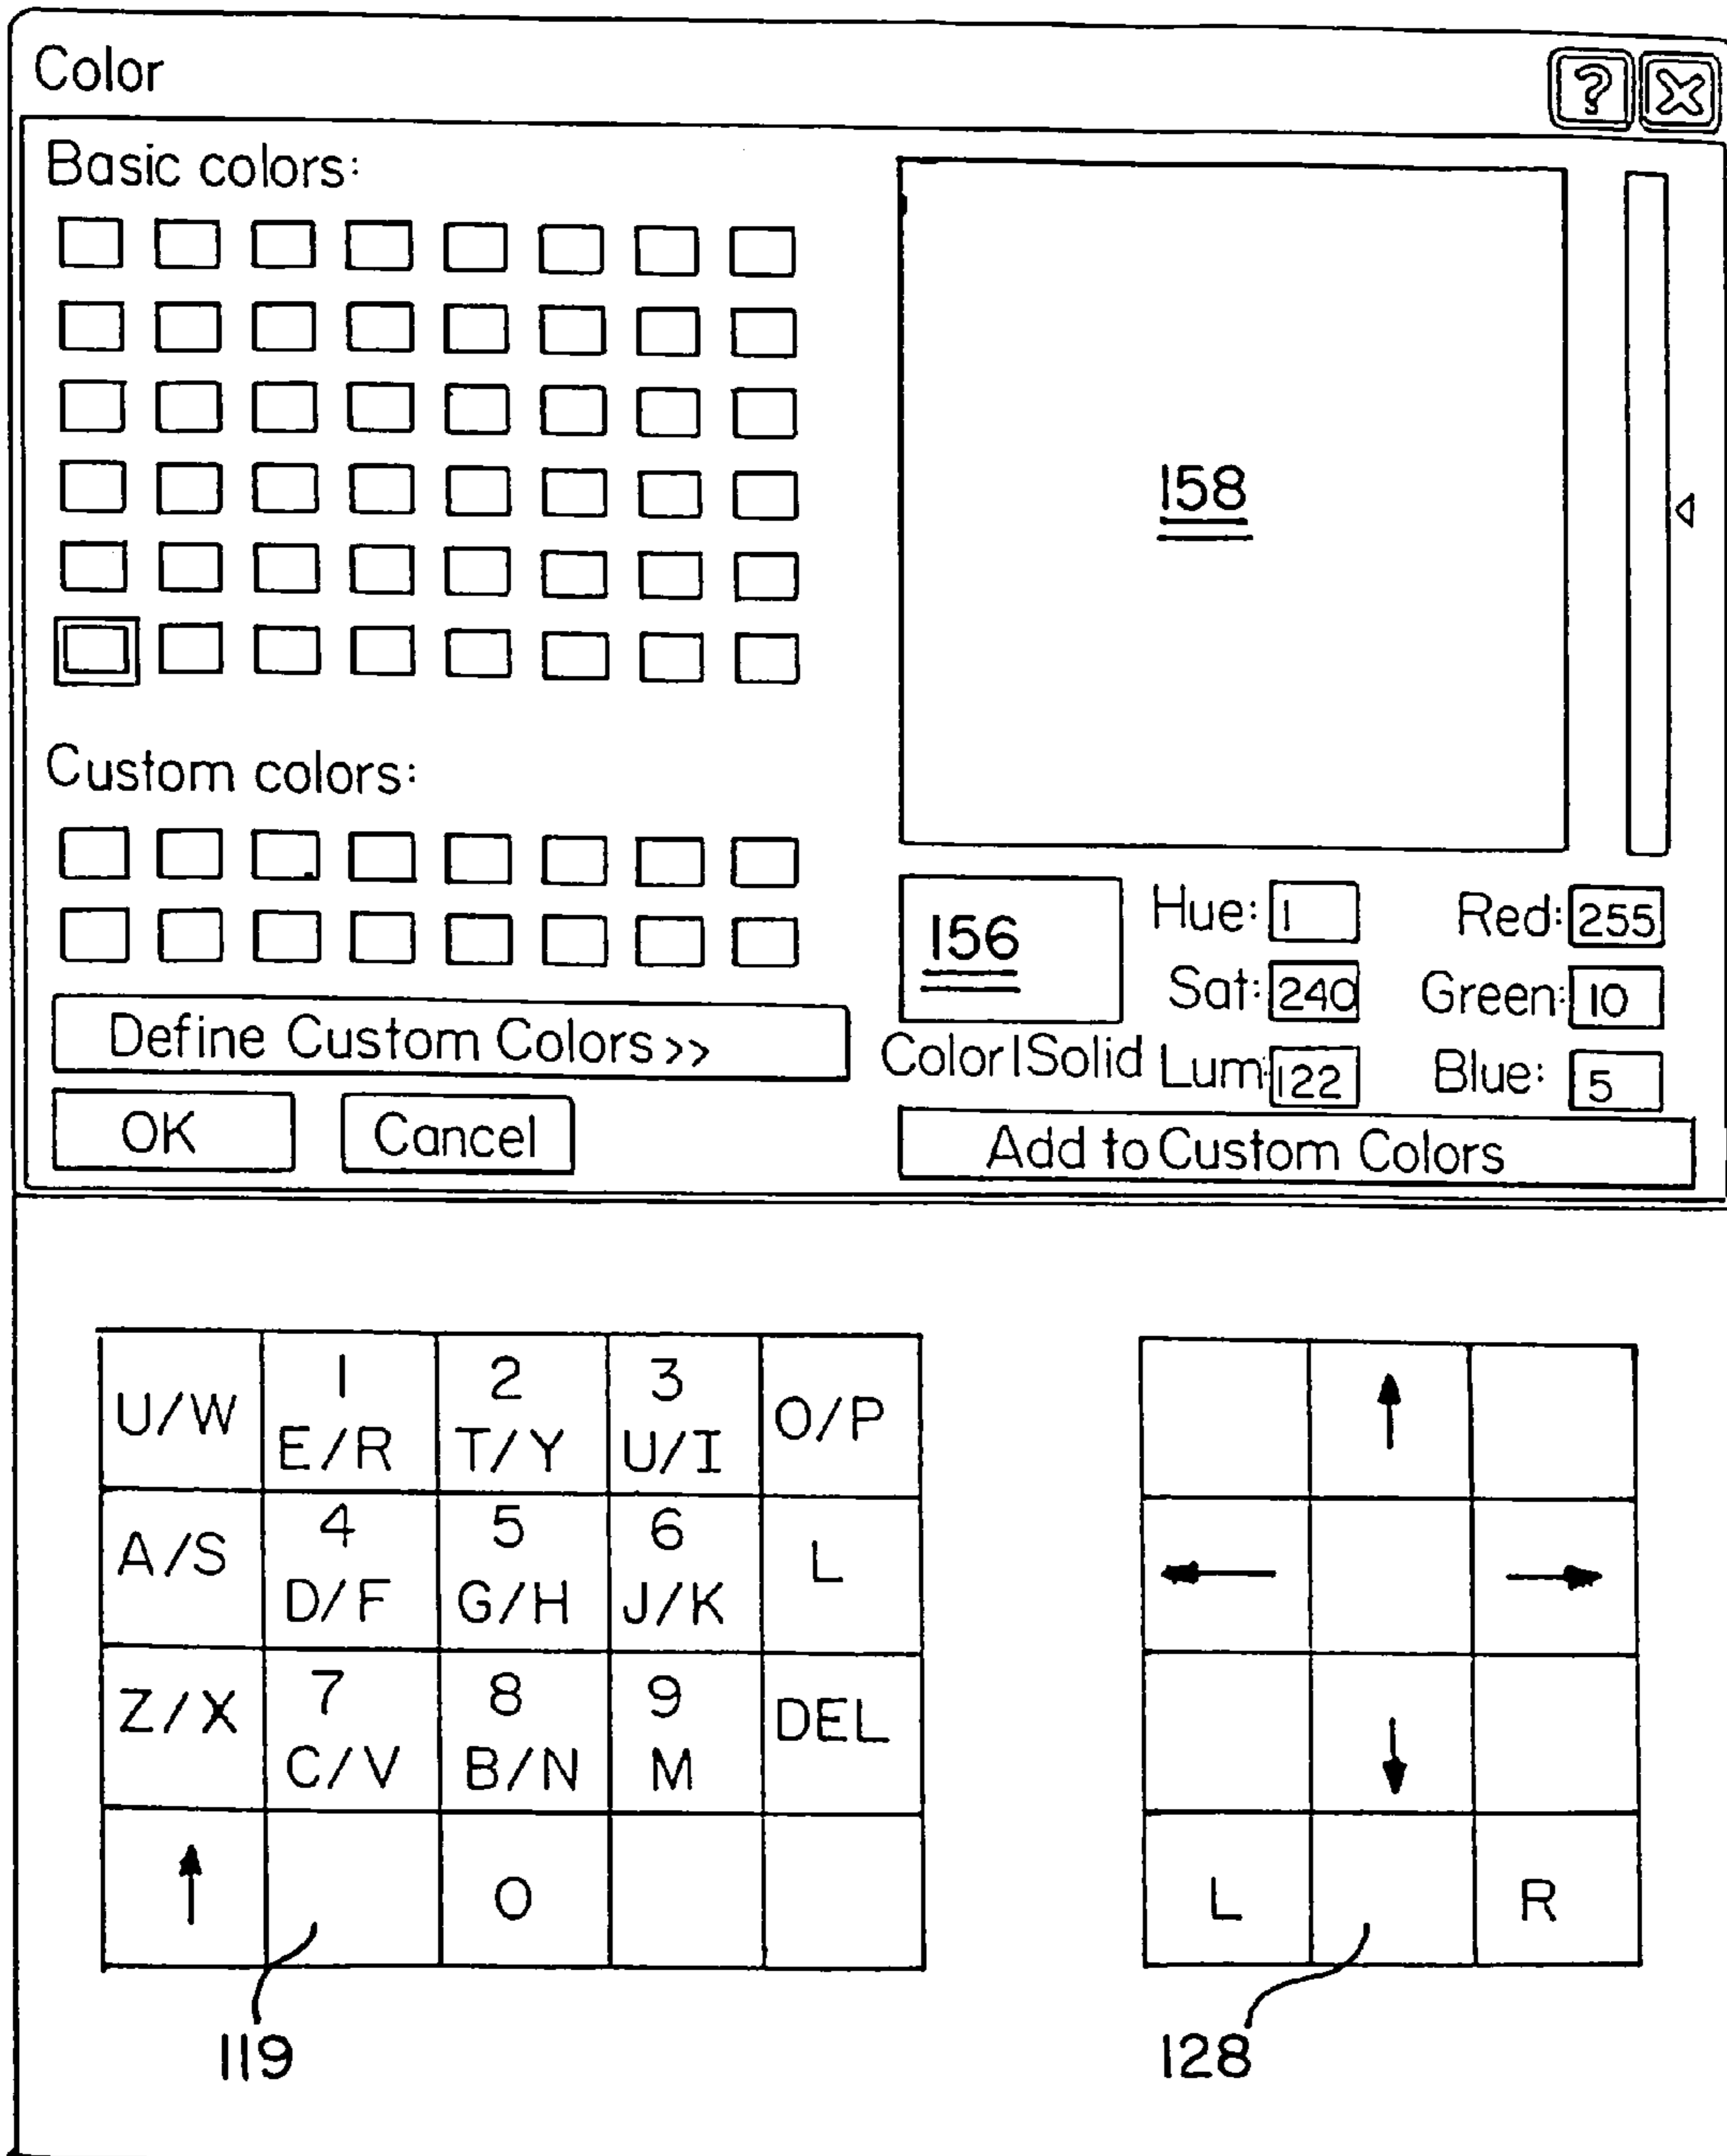 Color ? X
Basic colors:
158
Custom colors:
156
Hue: 1 Red: 255
Sat: 240 Green: 10
Color|Solid Lum: 122 Blue: 5
Define Custom Colors >>
OK Cancel
Add to Custom Colors
U/W 1 E/R 2 T/Y 3 U/I O/P
A/S 4 D/F 5 G/H 6 J/K L
Z/X 7 C/V 8 B/N 9 M DEL
↑ 0
↑
← →
↓
L R
119
128